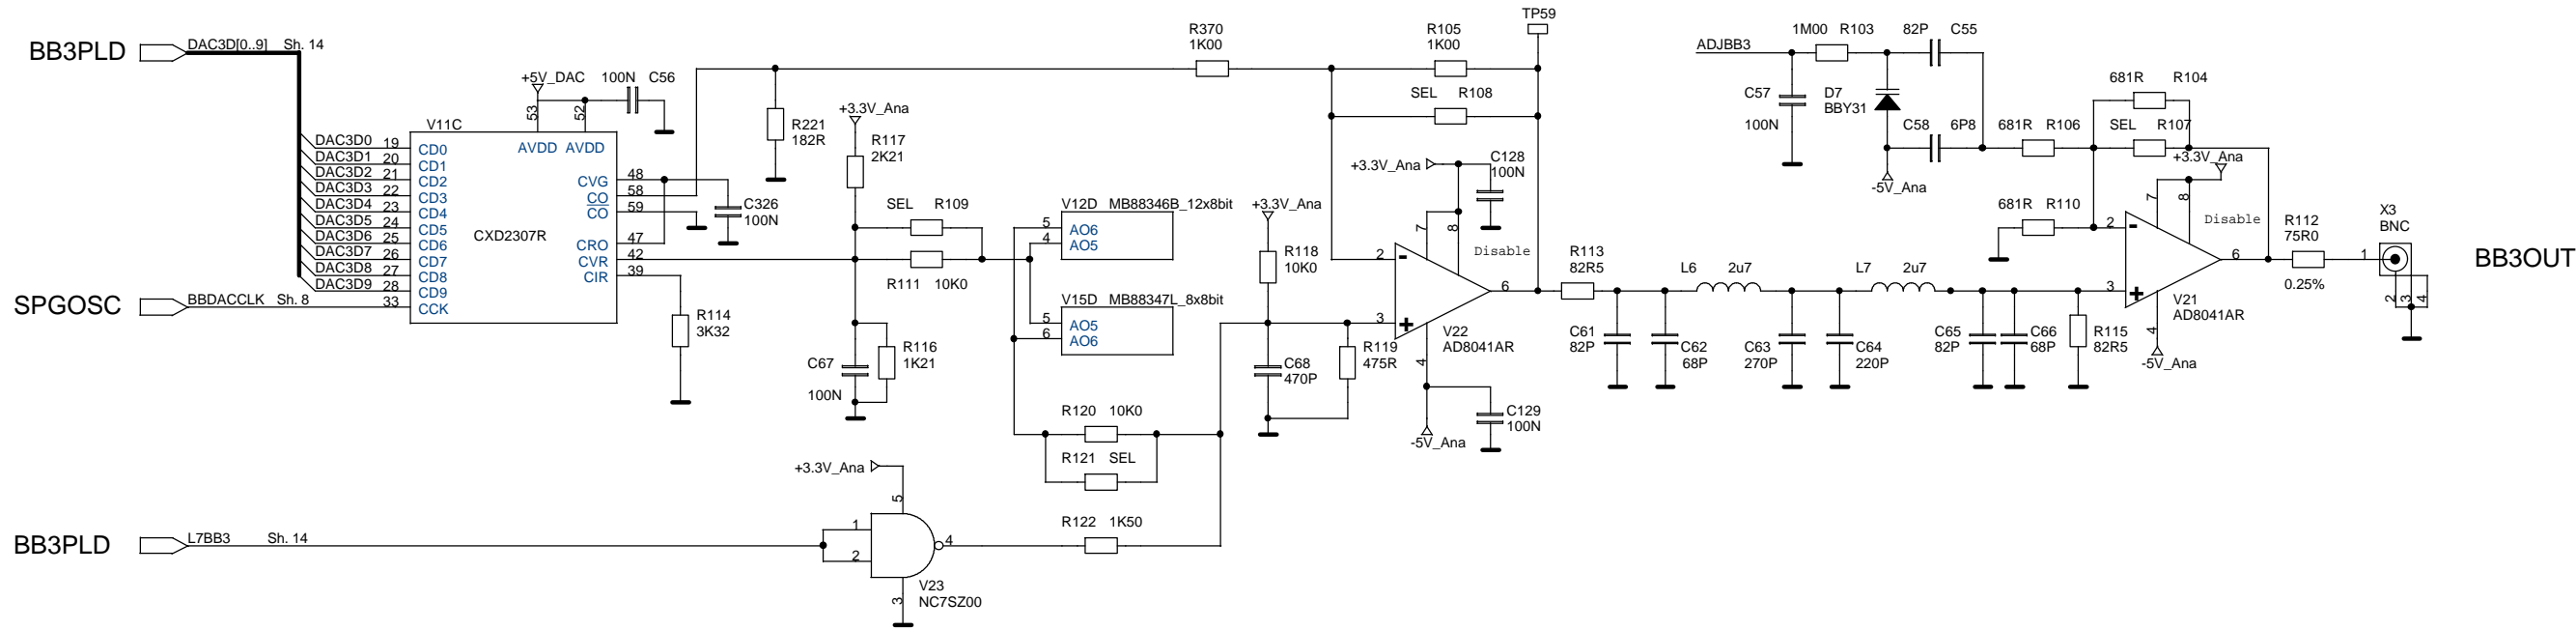 BB3PLD
DAC3D[0..9] Sh. 14
+5V_DAC 100N C56
53
52
V11C
AVDD AVDD
CXD2307R
DAC3D0 19 CD0
DAC3D1 20 CD1
DAC3D2 21 CD2
DAC3D3 22 CD3
DAC3D4 23 CD4
DAC3D5 24 CD5
DAC3D6 25 CD6
DAC3D7 26 CD7
DAC3D8 27 CD8
DAC3D9 28 CD9
SPGOSC
BBDACCLK Sh. 8 33 CCK
CVG 48
CO 58
CO 59
CRO 47
CVR 42
CIR 39
C326
100N
R114
3K32
R221
182R
+3.3V_Ana
R117
2K21
SEL R109
R111 10K0
C67
100N
R116
1K21
V12D MB88346B_12x8bit
5 AO6
4 AO5
V15D MB88347L_8x8bit
5 AO5
6 AO6
R120 10K0
R121 SEL
R122 1K50
BB3PLD
L7BB3 Sh. 14
+3.3V_Ana
5
1
2
4
3
V23
NC7SZ00
R370
1K00
R105
1K00
TP59
SEL R108
+3.3V_Ana
C128
100N
+3.3V_Ana
R118
10K0
C68
470P
R119
475R
2
-
3
+
7
8
Disable
6
4
V22
AD8041AR
C129
100N
-5V_Ana
R113
82R5
C61
82P
C62
68P
L6 2u7
C63
270P
C64
220P
L7 2u7
C65
82P
C66
68P
R115
82R5
ADJBB3
1M00 R103
82P C55
C57
100N
D7
BBY31
C58 6P8
-5V_Ana
681R R106
681R R104
SEL R107
+3.3V_Ana
681R R110
2
-
3
+
7
8
Disable
6
4
V21
AD8041AR
-5V_Ana
R112
75R0
0.25%
X3
BNC
1
2
3
4
BB3OUT